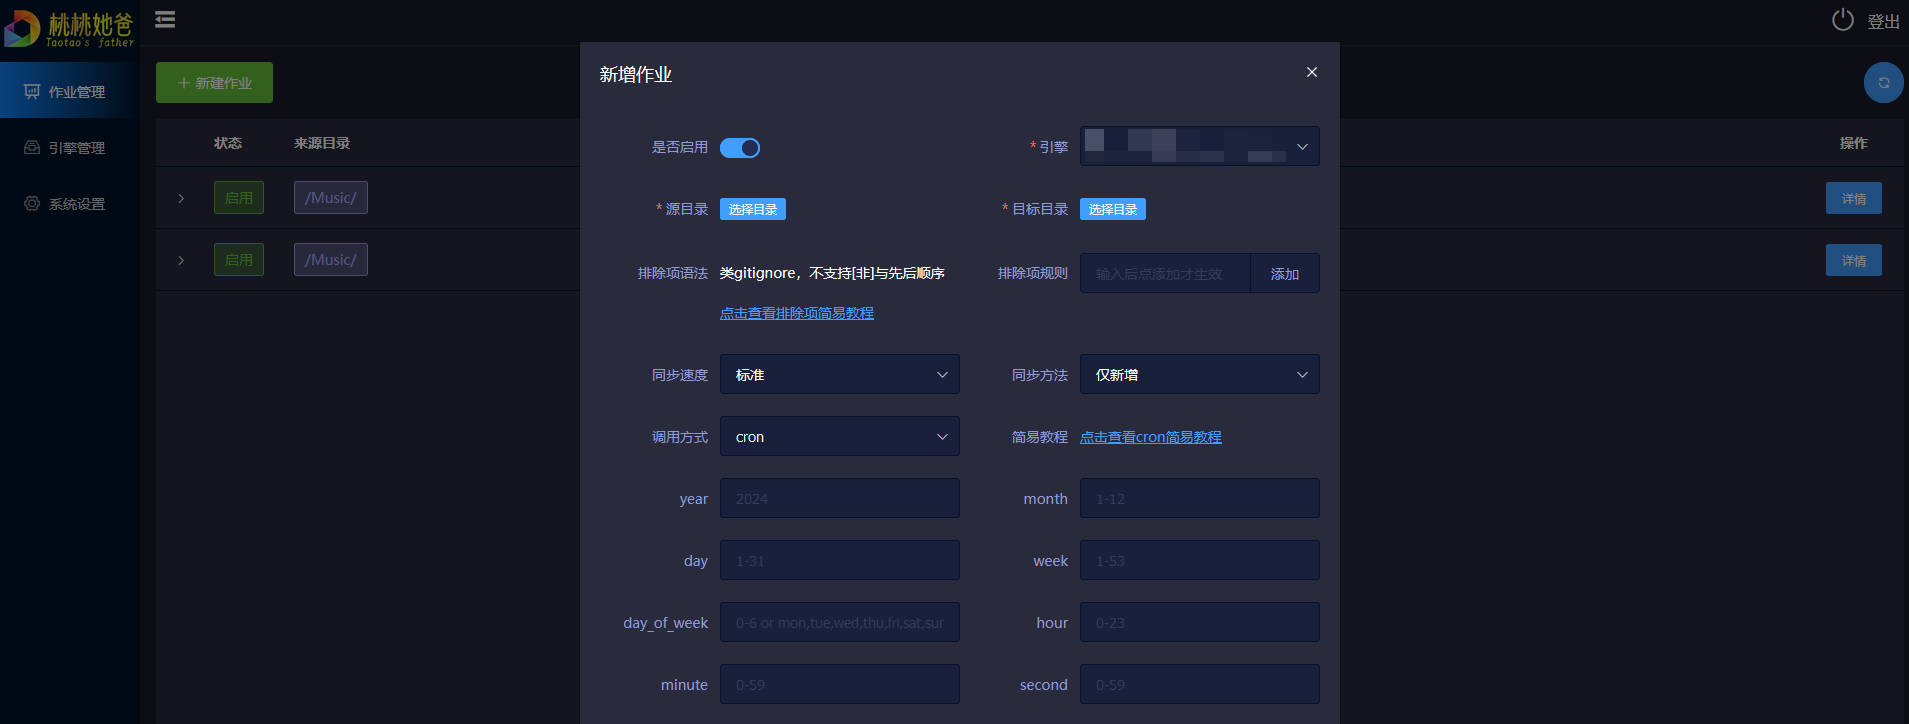 桃桃她爸
Taotao's father
登出
作业管理
引擎管理
系统设置
+ 新建作业
状态
来源目录
操作
启用
/Music/
详情
启用
/Music/
详情
新增作业
是否启用
* 引擎
* 源目录
选择目录
* 目标目录
选择目录
排除项语法
类gitignore，不支持[非]与先后顺序
点击查看排除项简易教程
排除项规则
输入后点添加才生效
添加
同步速度
标准
同步方法
仅新增
调用方式
cron
简易教程
点击查看cron简易教程
year
2024
month
1-12
day
1-31
week
1-53
day_of_week
0-6 or mon,tue,wed,thu,fri,sat,sun
hour
0-23
minute
0-59
second
0-59